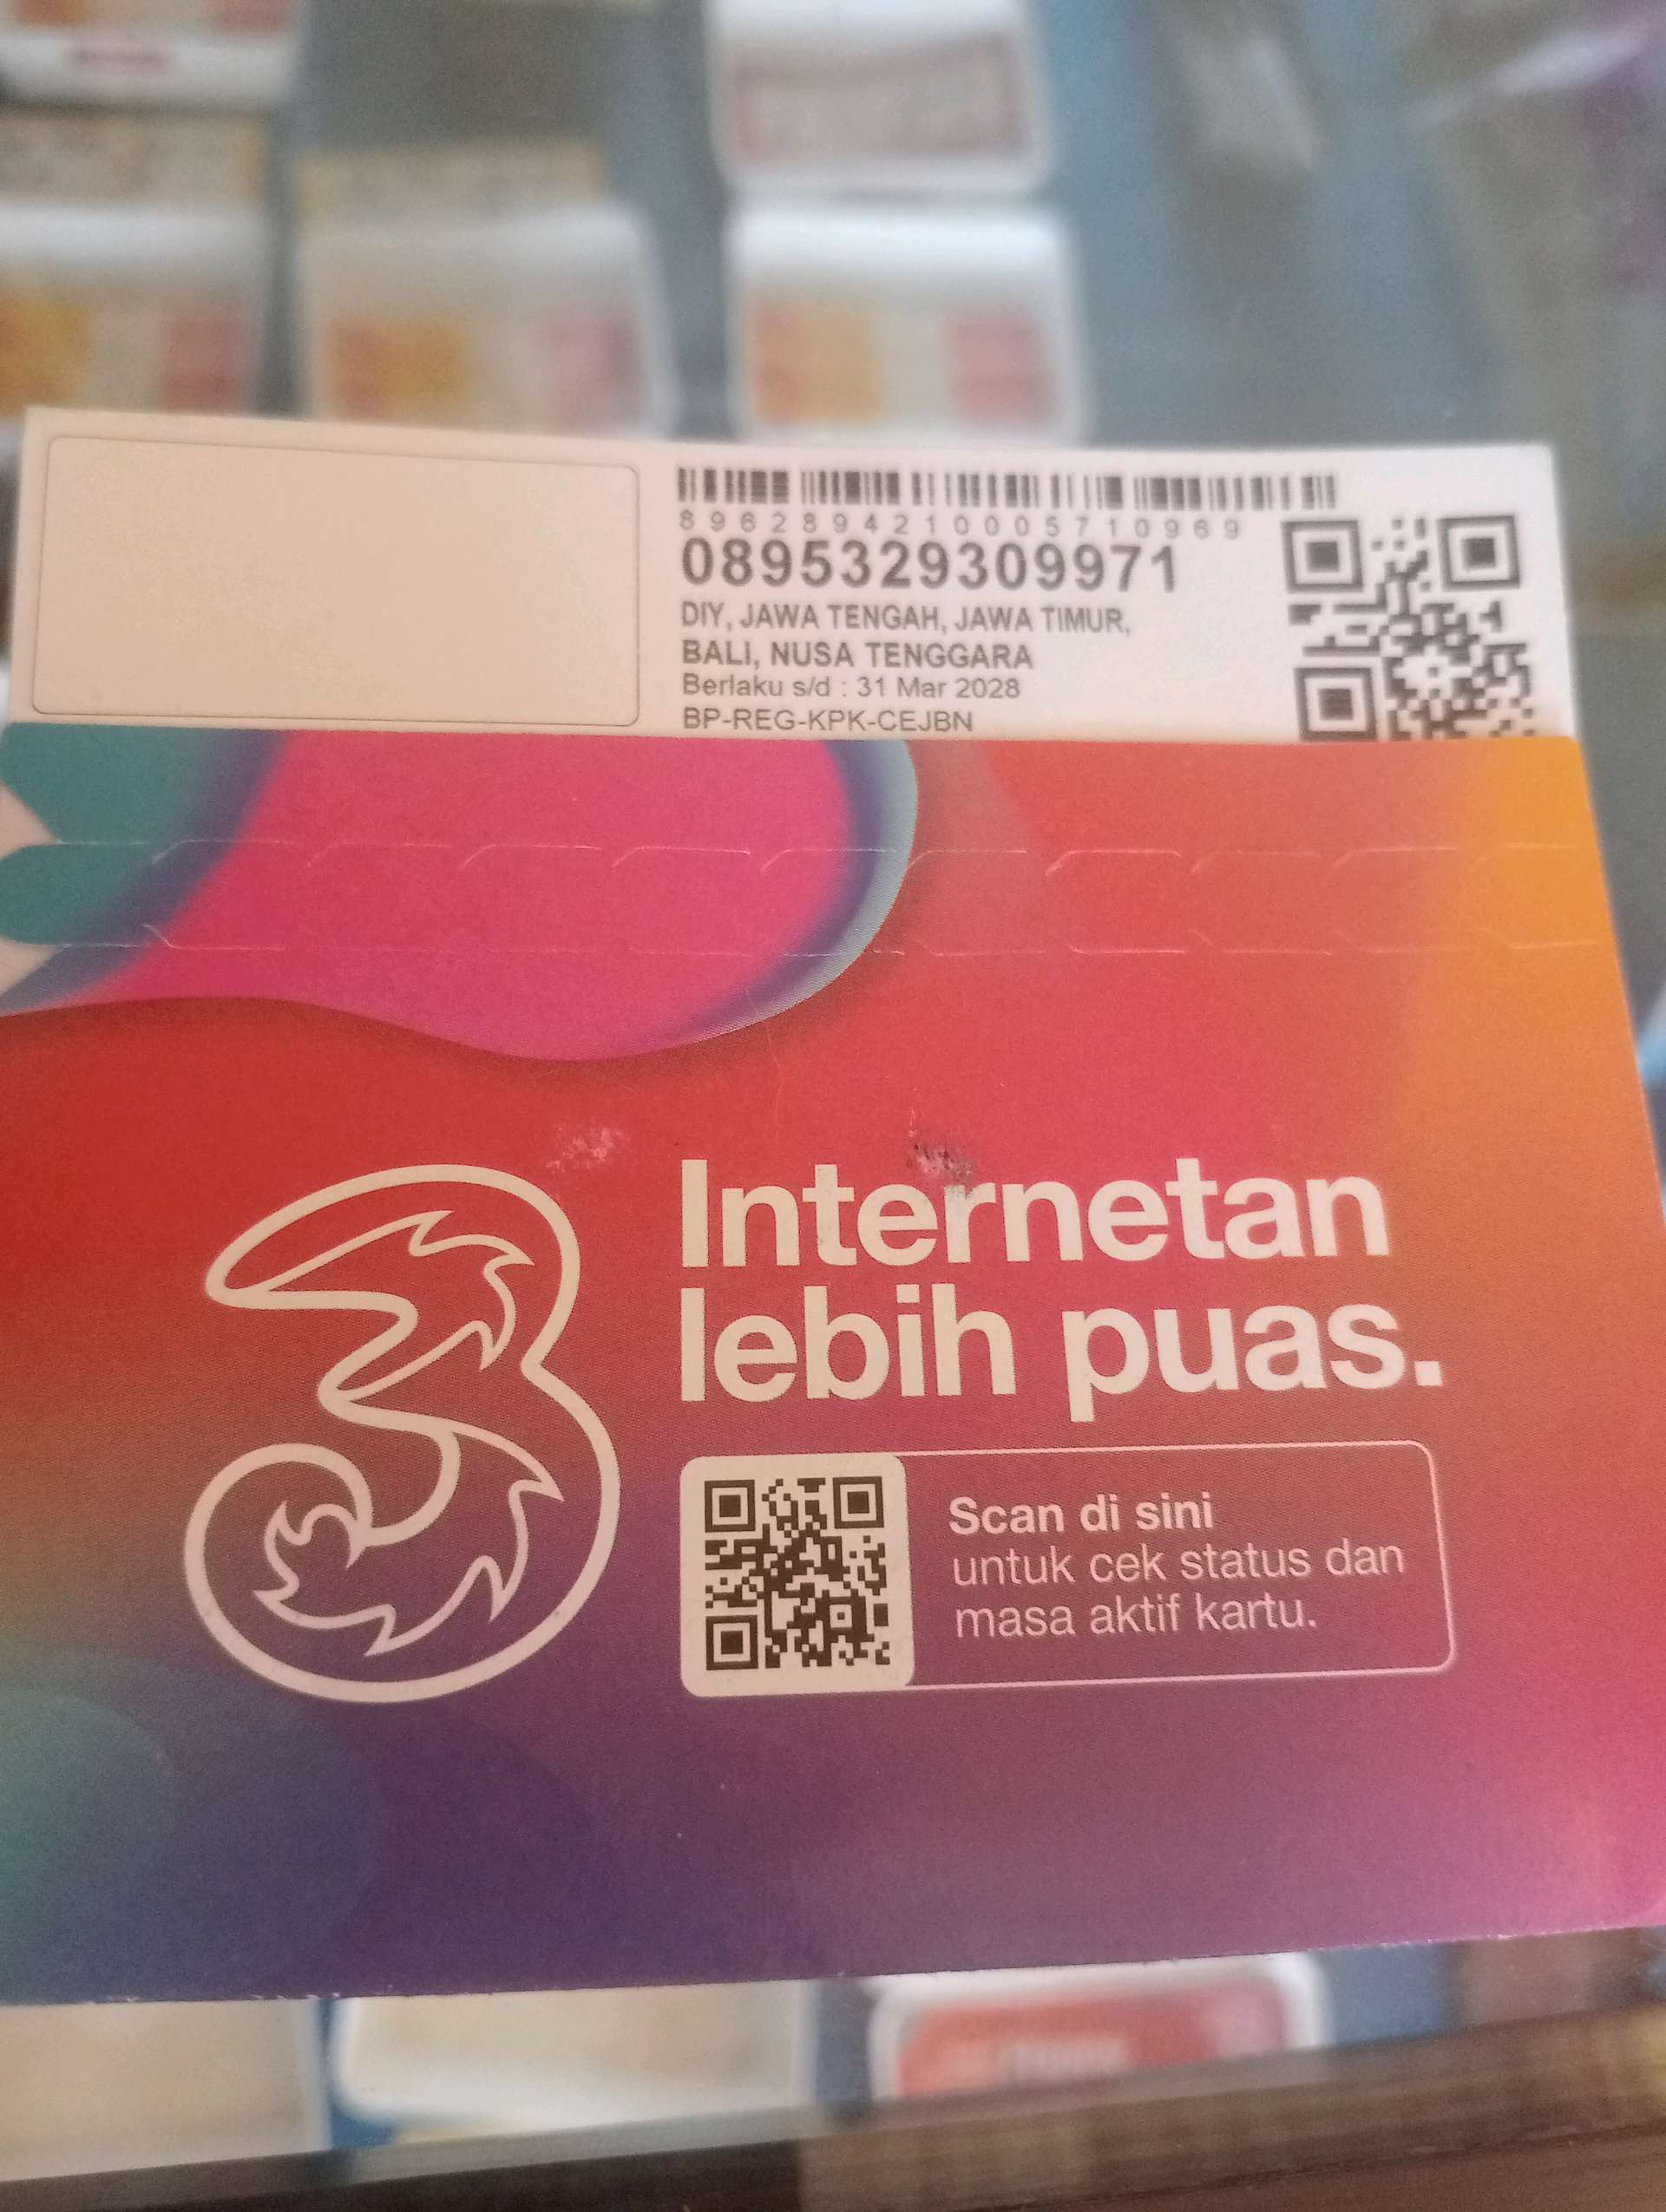 8962894210005710969
0895329309971
DIY, JAWA TENGAH, JAWA TIMUR,
BALI, NUSA TENGGARA
Berlaku s/d : 31 Mar 2028
BP-REG-KPK-CEJBN
3
Internetan
lebih puas.
Scan di sini
untuk cek status dan
masa aktif kartu.